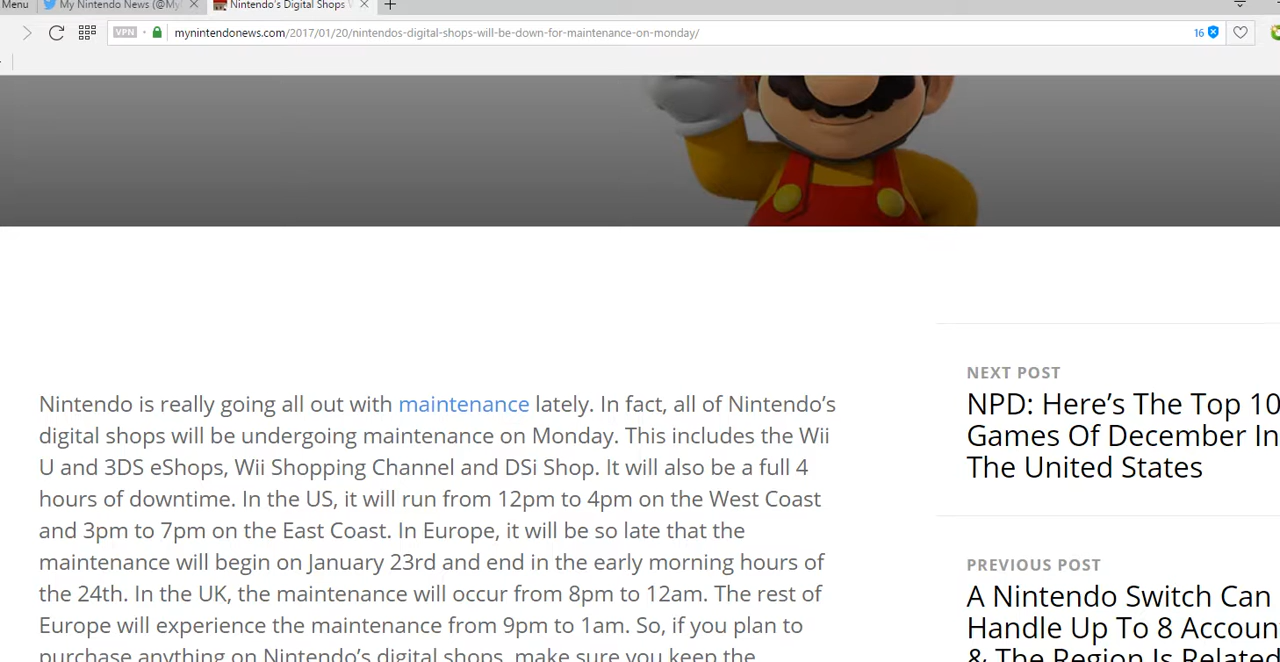 Menu
My Nintendo News (@My
Nintendo's Digital Shops
VPN
mynintendonews.com/2017/01/20/nintendos-digital-shops-will-be-down-for-maintenance-on-monday/
16
Nintendo is really going all out with maintenance lately. In fact, all of Nintendo’s
digital shops will be undergoing maintenance on Monday. This includes the Wii
U and 3DS eShops, Wii Shopping Channel and DSi Shop. It will also be a full 4
hours of downtime. In the US, it will run from 12pm to 4pm on the West Coast
and 3pm to 7pm on the East Coast. In Europe, it will be so late that the
maintenance will begin on January 23rd and end in the early morning hours of
the 24th. In the UK, the maintenance will occur from 8pm to 12am. The rest of
Europe will experience the maintenance from 9pm to 1am. So, if you plan to
purchase anything on Nintendo’s digital shops, make sure you keep the
NEXT POST
NPD: Here’s The Top 10
Games Of December In
The United States
PREVIOUS POST
A Nintendo Switch Can
Handle Up To 8 Accoun
& The Region Is Related